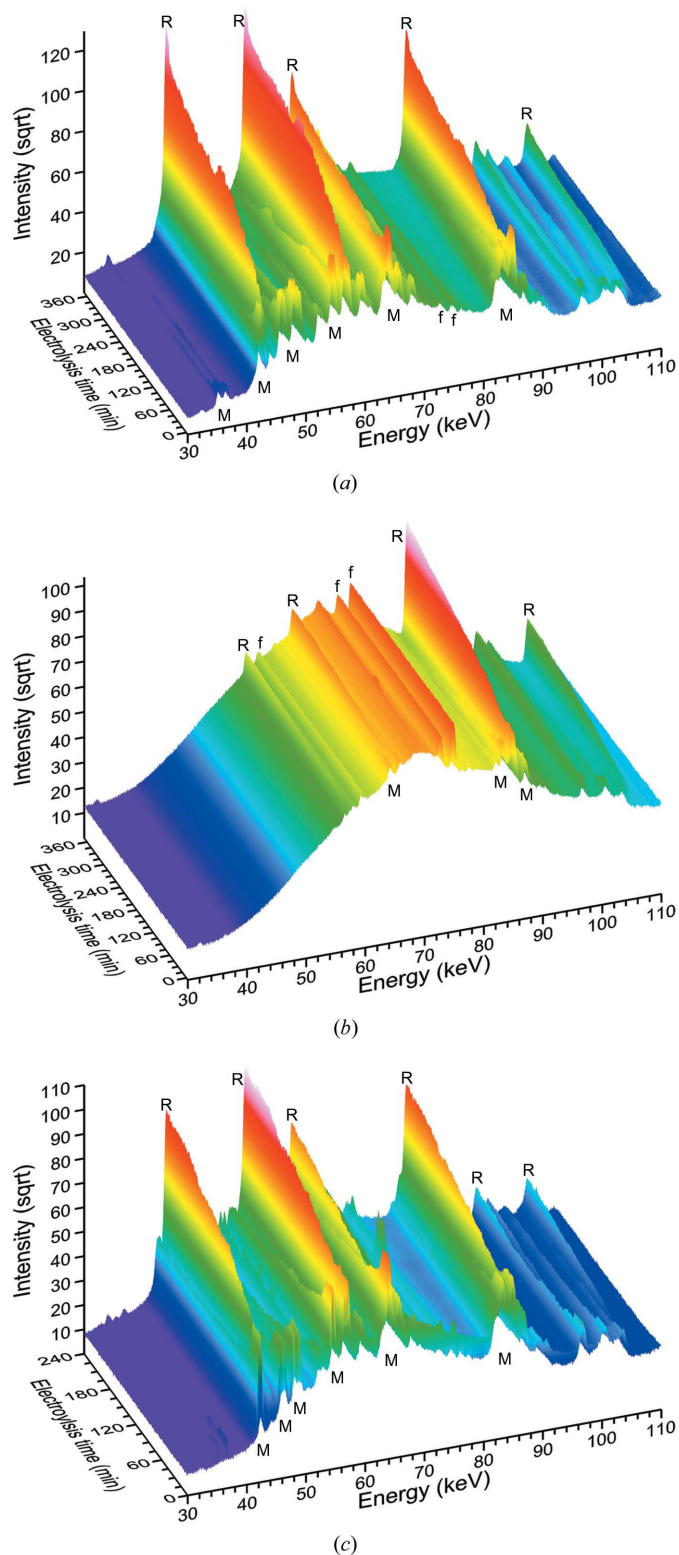 R R R
R
R
120
100
80
60
40
20
Intensity (sqrt)
360
300
240
180
120
60
0
Electrolysis time (min)
M M M M M f f M
30 40 50 60 70 80 90 100 110
Energy (keV)
(a)
R
f
f
R
R
R f
100
90
80
70
60
50
40
30
20
10
Intensity (sqrt)
360
300
240
180
120
60
0
Electrolysis time (min)
M M M
30 40 50 60 70 80 90 100 110
Energy (keV)
(b)
R R R
R
R R
110
100
90
80
70
60
50
40
30
20
10
Intensity (sqrt)
240
180
120
60
0
Electroylsis time (min)
M M M M M M
30 40 50 60 70 80 90 100 110
Energy (keV)
(c)